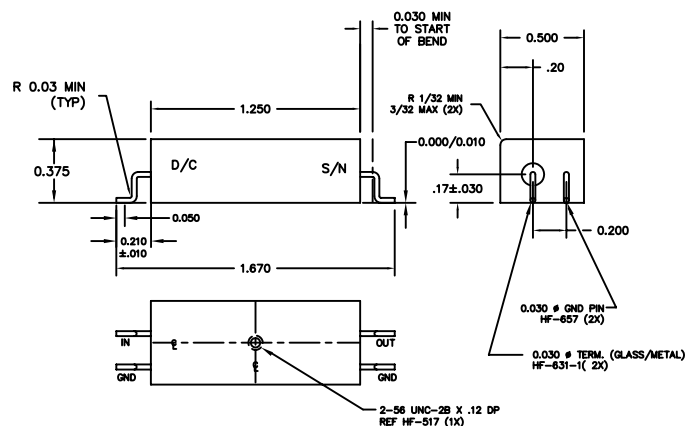 0.030 MIN
TO START
OF BEND
0.500
.20
R 0.03 MIN
(TYP)
1.250
R 1/32 MIN
3/32 MAX (2X)
0.000/0.010
D/C
S/N
0.375
.17±.030
0.050
0.210
±.010
0.200
1.670
0.030 ø GND PIN
HF-657 (2X)
IN
OUT
℄
℄
GND
GND
0.030 ø TERM. (GLASS/METAL)
HF-631-1( 2X)
2-56 UNC-2B X .12 DP
REF HF-517 (1X)